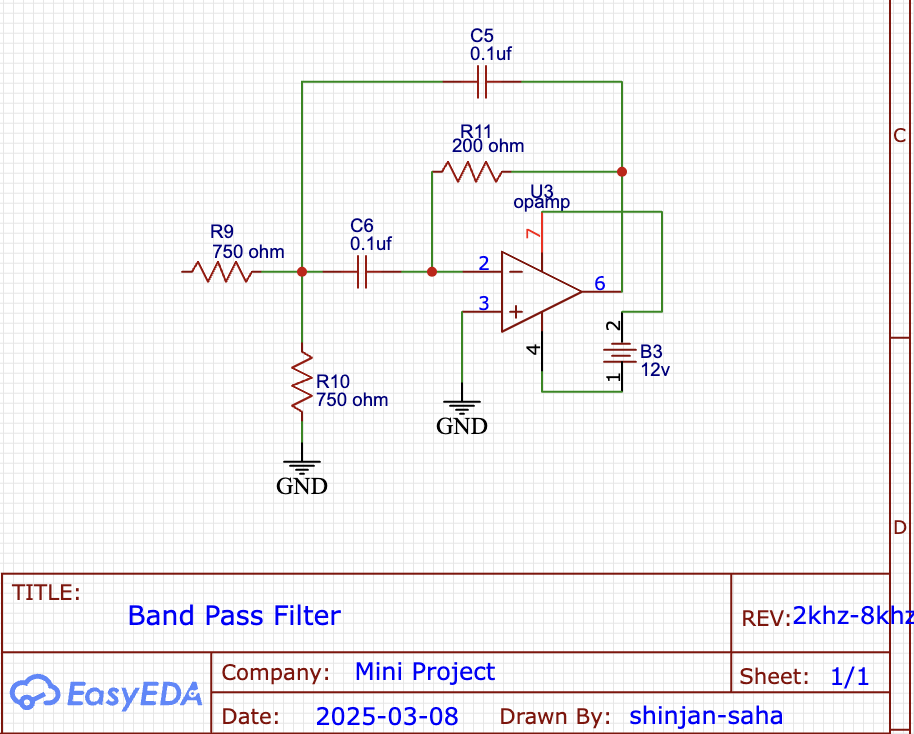 C5
0.1uf
C
R11
200 ohm
U3
opamp
7
R9
750 ohm
C6
0.1uf
2
3
6
4
2
1
B3
12v
R10
750 ohm
GND
GND
D
TITLE:
Band Pass Filter
REV: 2khz-8khz
EasyEDA
Company: Mini Project
Sheet: 1/1
Date: 2025-03-08
Drawn By: shinjan-saha